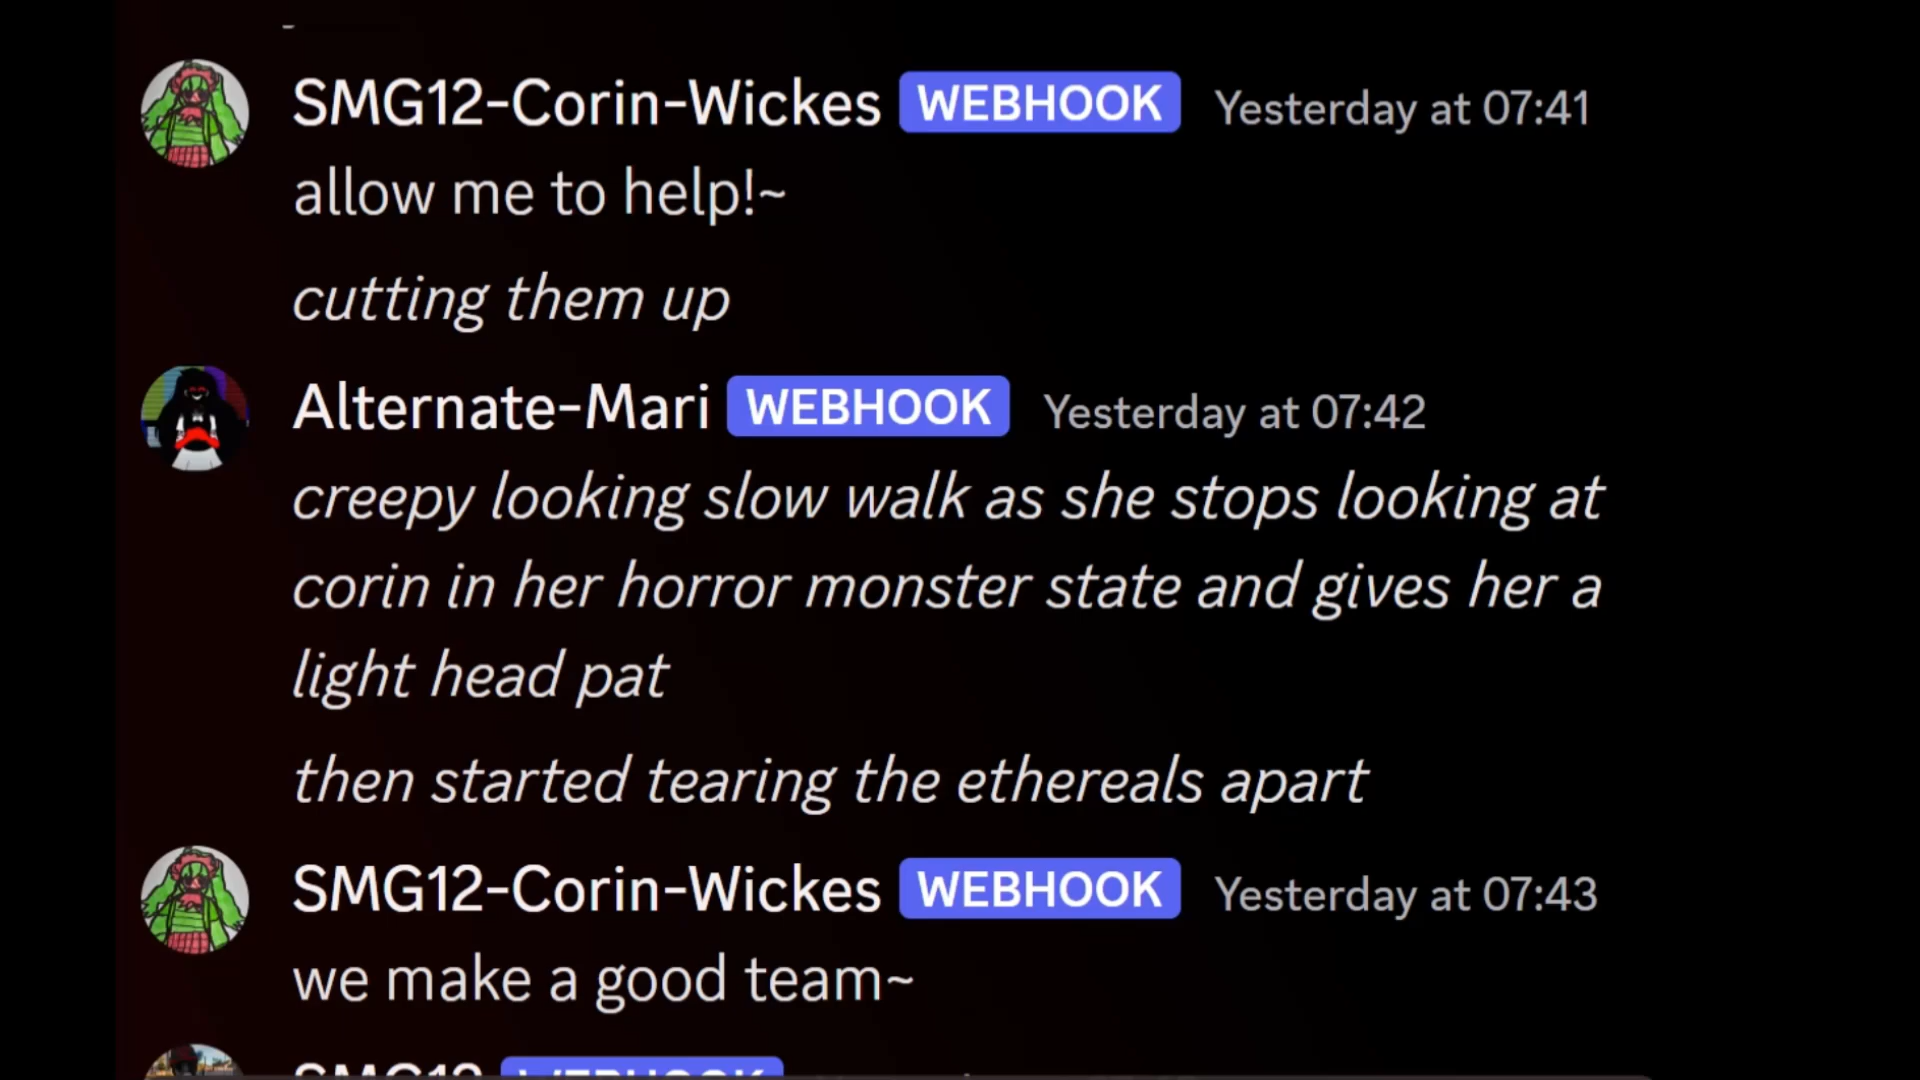 SMG12-Corin-Wickes WEBHOOK Yesterday at 07:41
allow me to help!~
cutting them up
Alternate-Mari WEBHOOK Yesterday at 07:42
creepy looking slow walk as she stops looking at
corin in her horror monster state and gives her a
light head pat
then started tearing the ethereals apart
SMG12-Corin-Wickes WEBHOOK Yesterday at 07:43
we make a good team~
SMG12 WEBHOOK